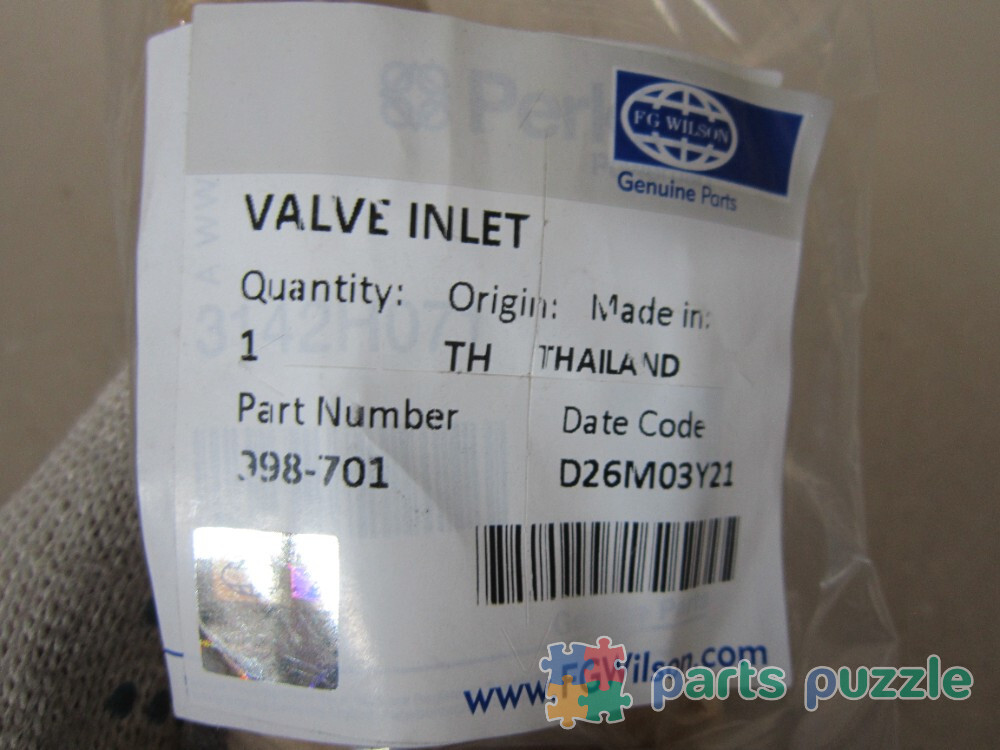 FG WILSON
Genuine Parts
VALVE INLET
Quantity: Origin: Made in:
1 TH THAILAND
Part Number Date Code
998-701 D26M03Y21
www.FGWilson.com
parts puzzle